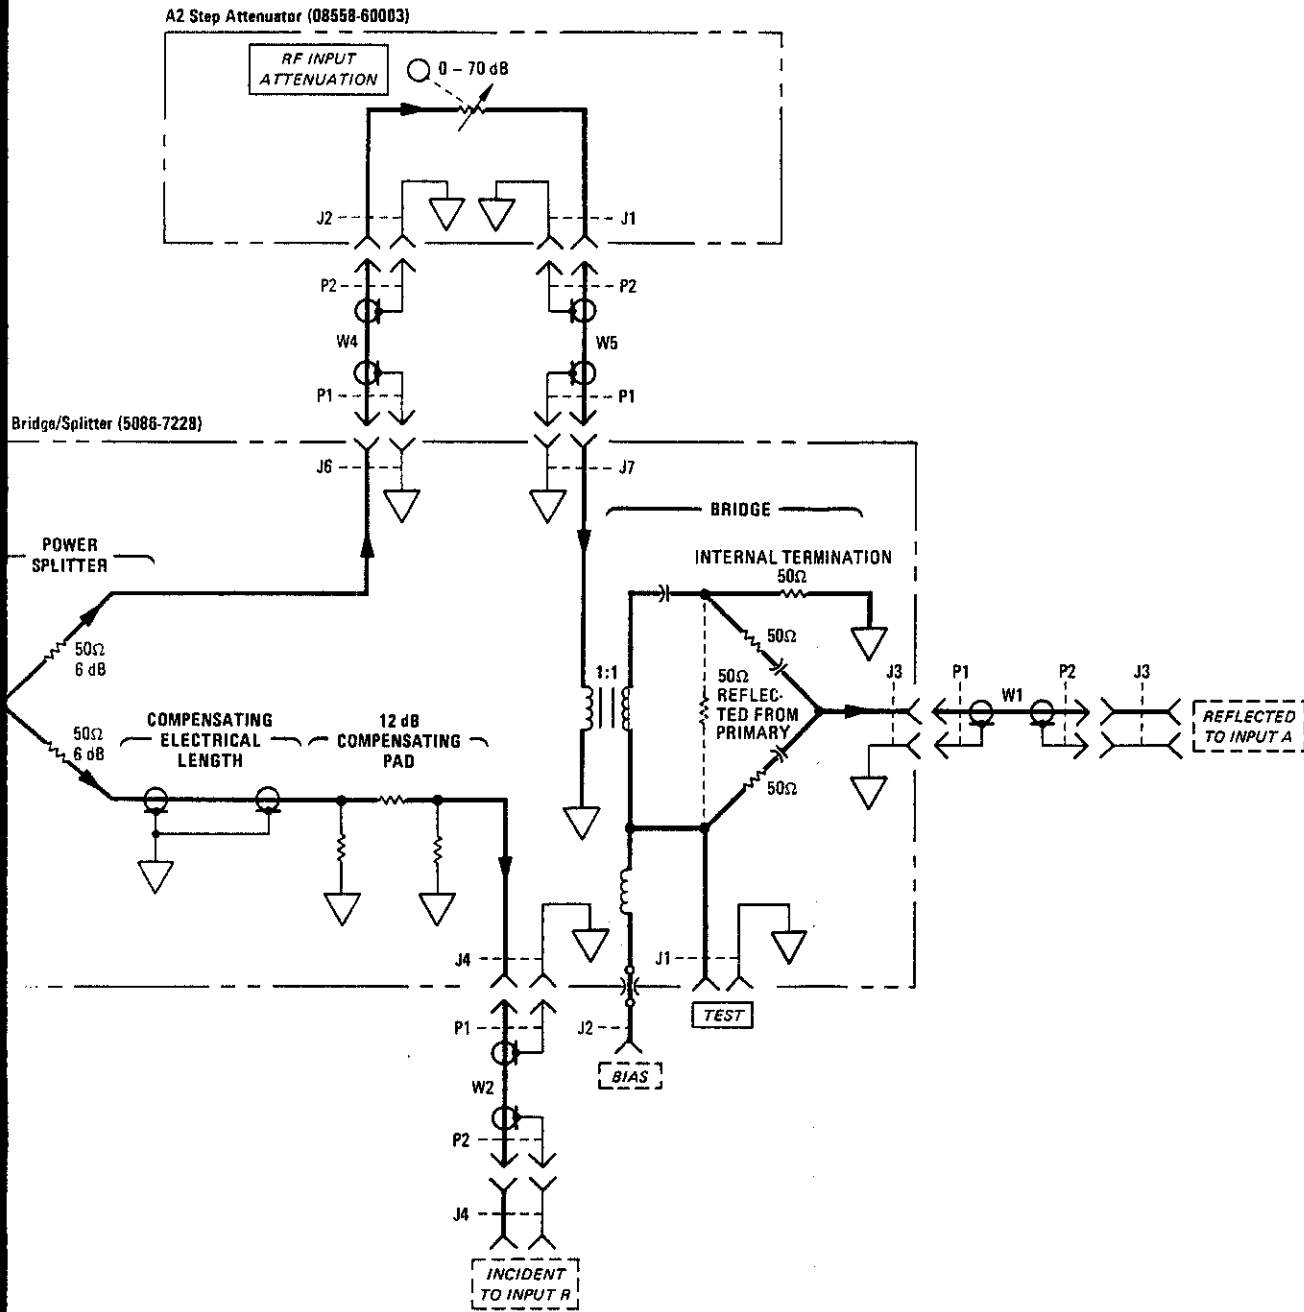 A2 Step Attenuator (08558-60003)
RF INPUT
ATTENUATION
0 – 70 dB
J2
J1
P2
P2
W4
W5
P1
P1
Bridge/Splitter (5086-7228)
J6
J7
BRIDGE
POWER
SPLITTER
INTERNAL TERMINATION
50Ω
50Ω
6 dB
50Ω
1:1
50Ω
REFLEC-
TED FROM
PRIMARY
J3
P1
W1
P2
J3
REFLECTED
TO INPUT A
50Ω
6 dB
COMPENSATING
ELECTRICAL
LENGTH
12 dB
COMPENSATING
PAD
50Ω
J4
J1
TEST
P1
J2
BIAS
W2
P2
J4
INCIDENT
TO INPUT R